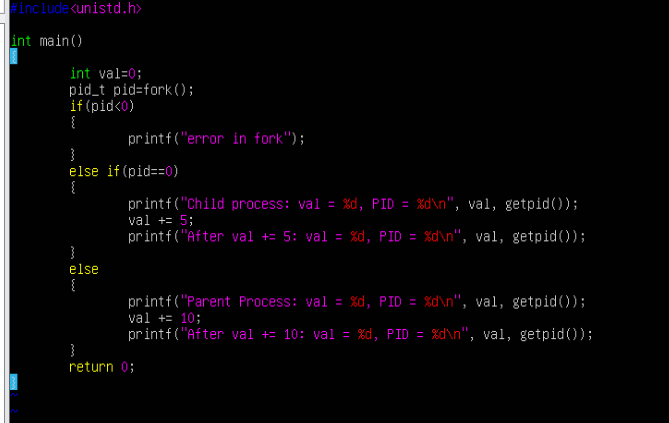 #include<unistd.h>
int main()
{
int val=0;
pid_t pid=fork();
if(pid<0)
{
printf("error in fork");
}
else if(pid==0)
{
printf("Child process: val = %d, PID = %d\n", val, getpid());
val += 5;
printf("After val += 5: val = %d, PID = %d\n", val, getpid());
}
else
{
printf("Parent Process: val = %d, PID = %d\n", val, getpid());
val += 10;
printf("After val += 10: val = %d, PID = %d\n", val, getpid());
}
return 0;
}
~
~